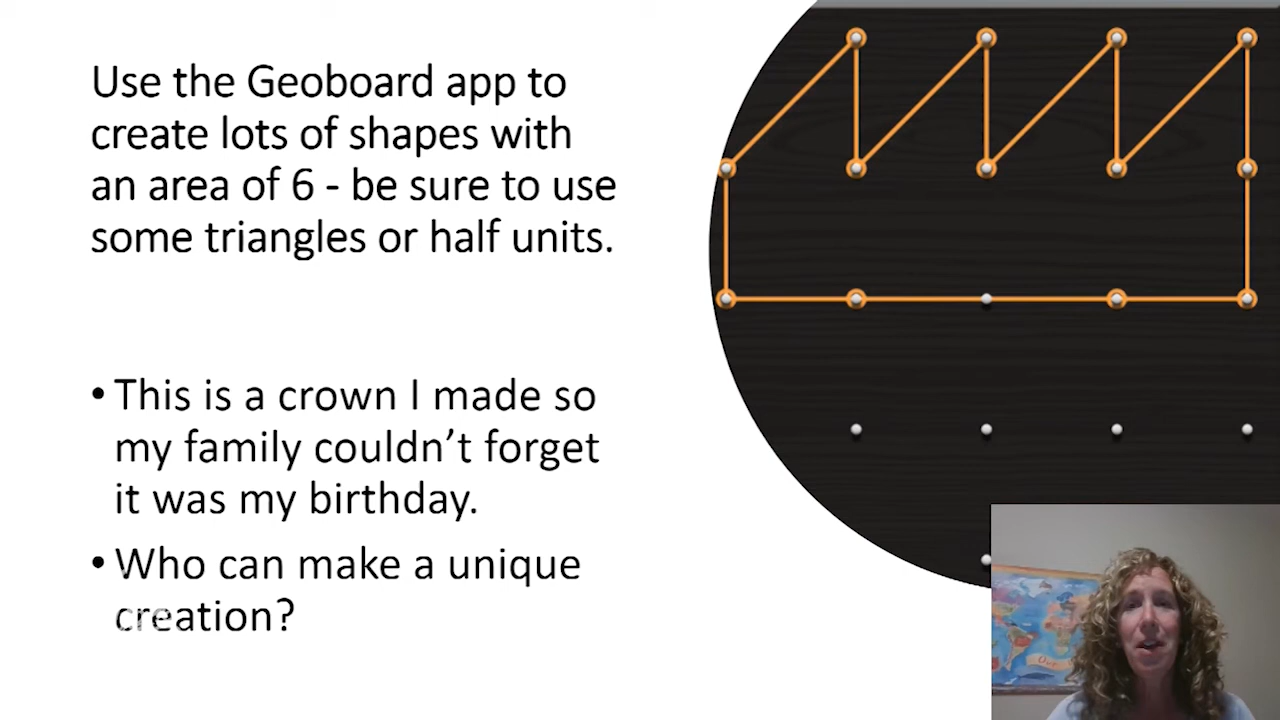 Use the Geoboard app to
create lots of shapes with
an area of 6 - be sure to use
some triangles or half units.
• This is a crown I made so
my family couldn’t forget
it was my birthday.
• Who can make a unique
creation?